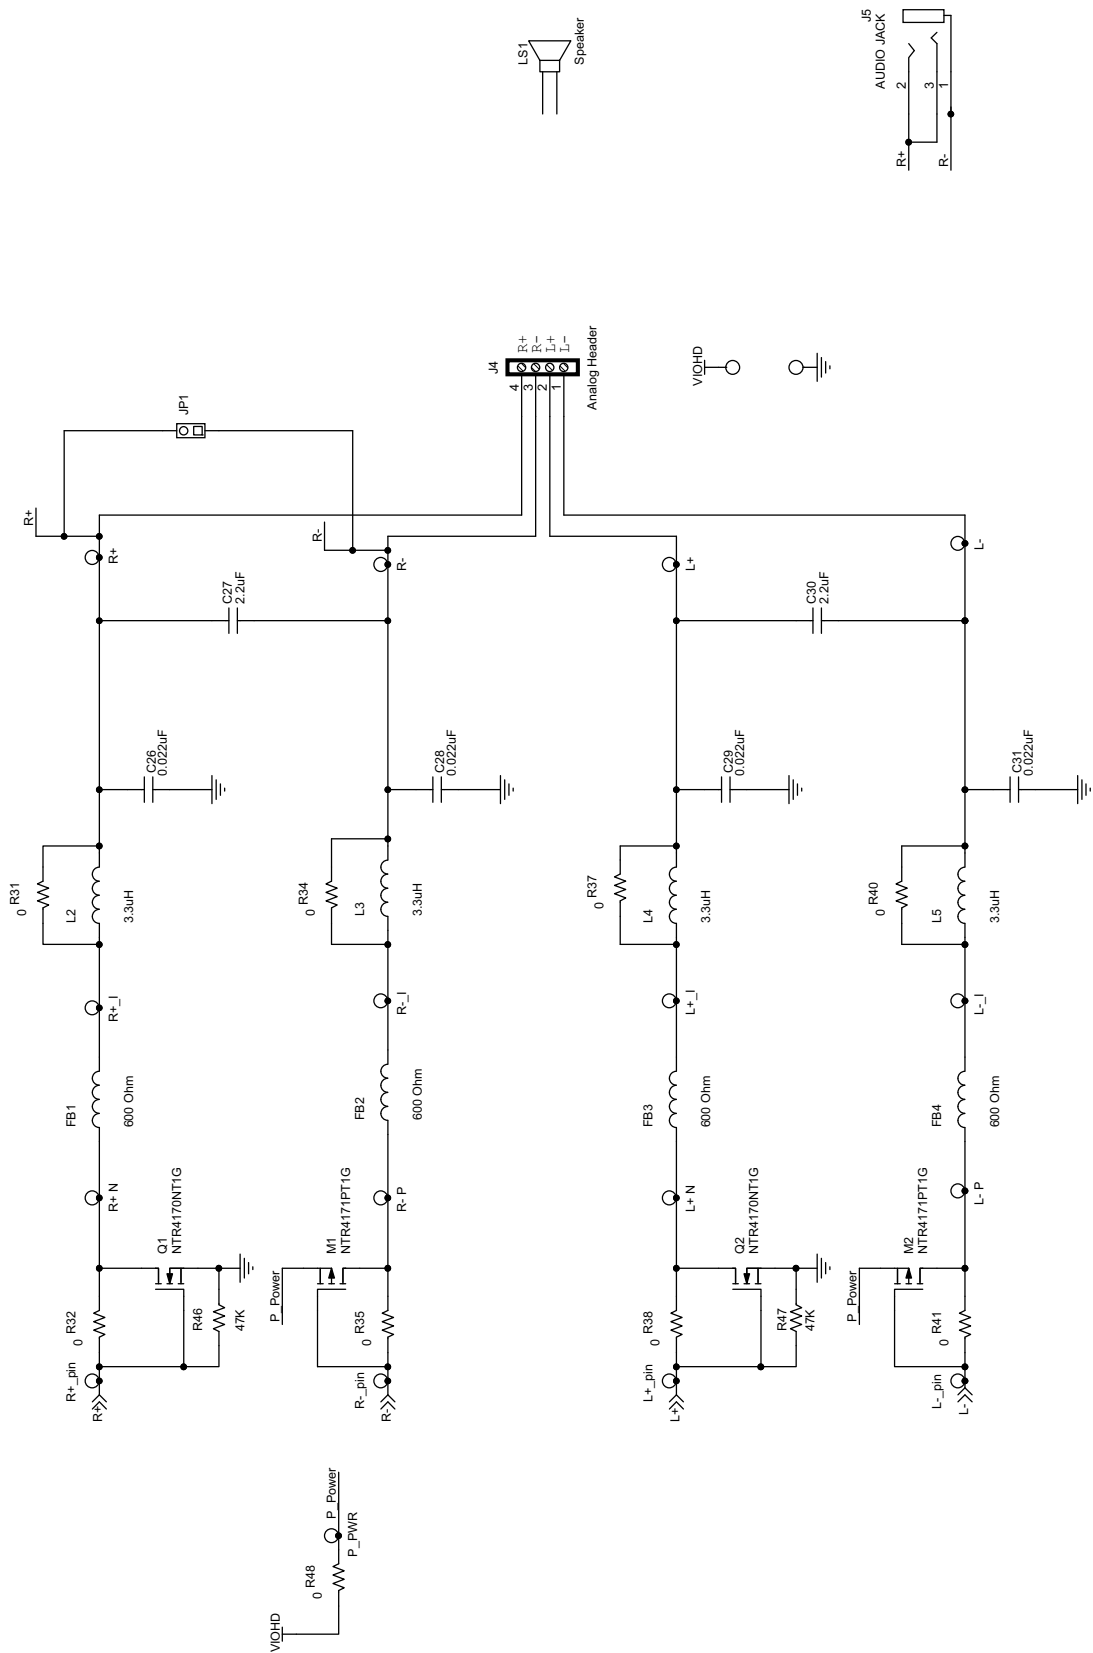 VIOHD
0 R48
P_Power
P_PWR
R+
R+_pin
0 R32
Q1
NTR4170NT1G
R46
47K
R+ N
FB1
600 Ohm
R+_I
0 R31
L2
3.3uH
C26
0.022uF
C27
2.2uF
R+
R+
JP1
R-
R-_pin
0 R35
P_Power
M1
NTR4171PT1G
R- P
FB2
600 Ohm
R-_I
0 R34
L3
3.3uH
C28
0.022uF
R-
R-
L+
L+_pin
0 R38
Q2
NTR4170NT1G
R47
47K
L+ N
FB3
600 Ohm
L+_I
0 R37
L4
3.3uH
C29
0.022uF
C30
2.2uF
L+
L-
L-_pin
0 R41
P_Power
M2
NTR4171PT1G
L- P
FB4
600 Ohm
L-_I
0 R40
L5
3.3uH
C31
0.022uF
L-
J4
4 R+
3 R-
2 L+
1 L-
Analog Header
VIOHD
LS1
Speaker
J5
AUDIO JACK
R+
2
3
R-
1